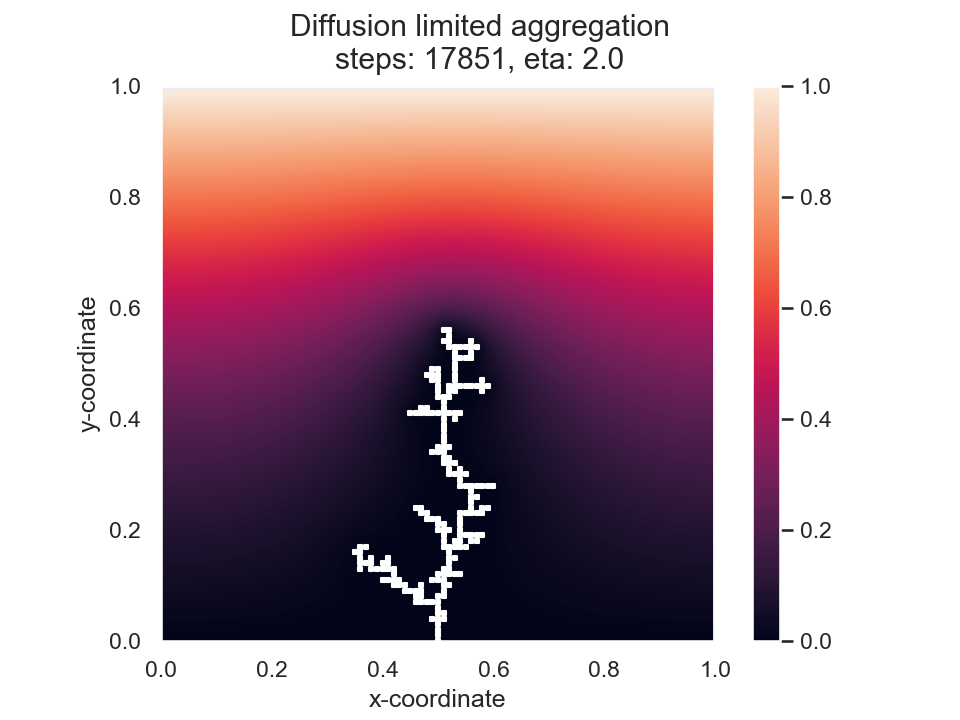 Diffusion limited aggregation
steps: 17851, eta: 2.0
1.0
0.8
0.6
0.4
0.2
0.0
y-coordinate
0.0 0.2 0.4 0.6 0.8 1.0
x-coordinate
1.0
0.8
0.6
0.4
0.2
0.0